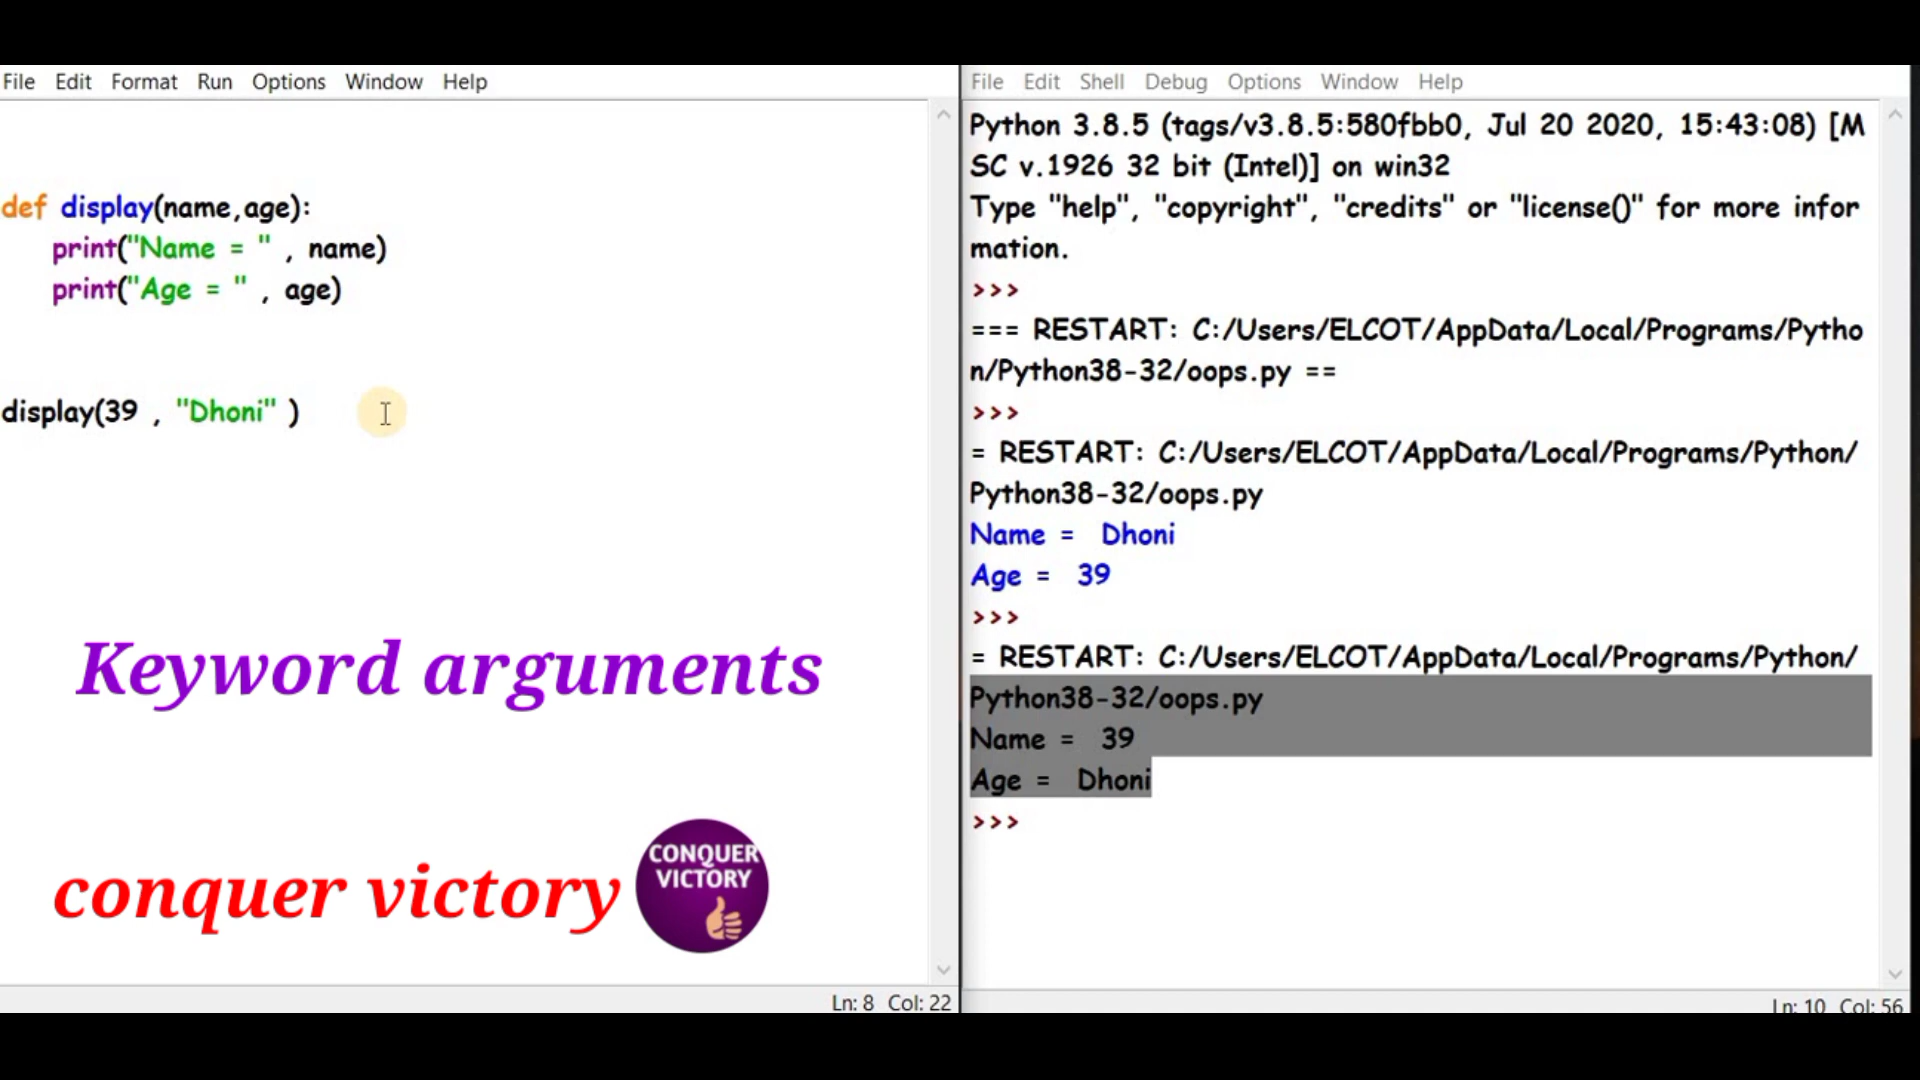 File Edit Format Run Options Window Help
def display(name,age):
print("Name = " , name)
print("Age = " , age)
display(39 , "Dhoni" )
Keyword arguments
conquer victory
CONQUER
VICTORY
Ln: 8 Col: 22
File Edit Shell Debug Options Window Help
Python 3.8.5 (tags/v3.8.5:580fbb0, Jul 20 2020, 15:43:08) [M
SC v.1926 32 bit (Intel)] on win32
Type "help", "copyright", "credits" or "license()" for more infor
mation.
>>>
=== RESTART: C:/Users/ELCOT/AppData/Local/Programs/Pytho
n/Python38-32/oops.py ==
>>>
= RESTART: C:/Users/ELCOT/AppData/Local/Programs/Python/
Python38-32/oops.py
Name = Dhoni
Age = 39
>>>
= RESTART: C:/Users/ELCOT/AppData/Local/Programs/Python/
Python38-32/oops.py
Name = 39
Age = Dhoni
>>>
Ln: 10 Col: 56